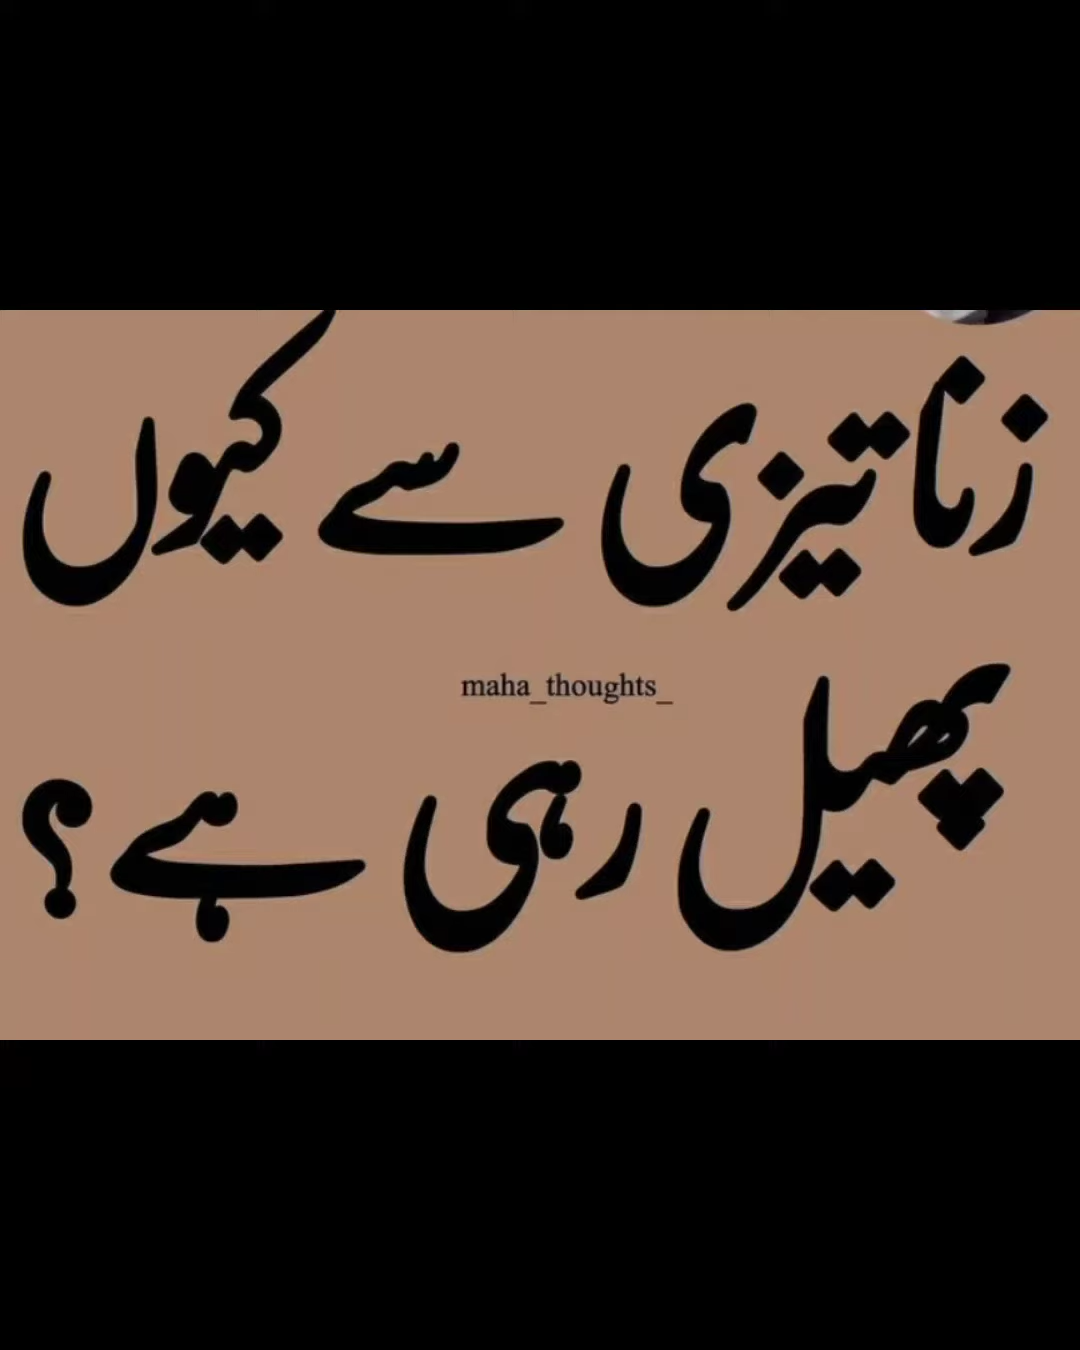 زنا تیزی سے کیوں
maha_thoughts_
پھیل رہی ہے؟